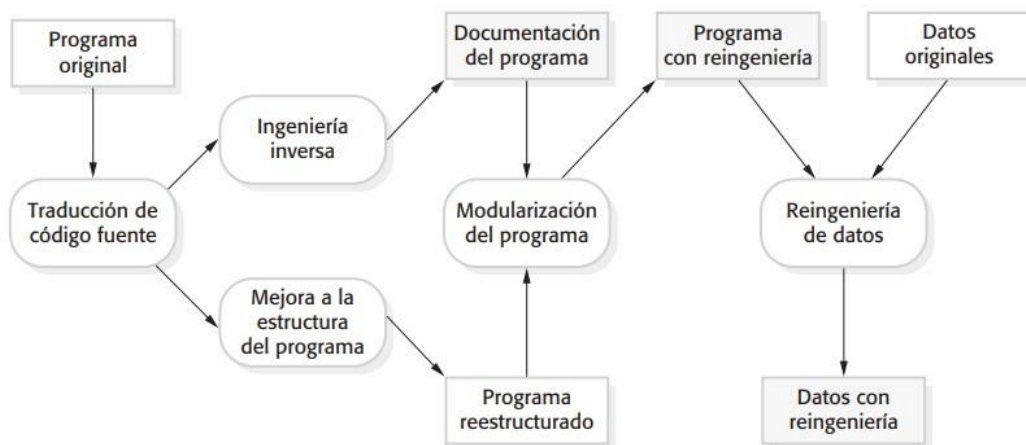 Programa
original
Documentación
del programa
Programa
con reingeniería
Datos
originales
Ingeniería
inversa
Traducción de
código fuente
Modularización
del programa
Reingeniería
de datos
Mejora a la
estructura
del programa
Programa
reestructurado
Datos con
reingeniería